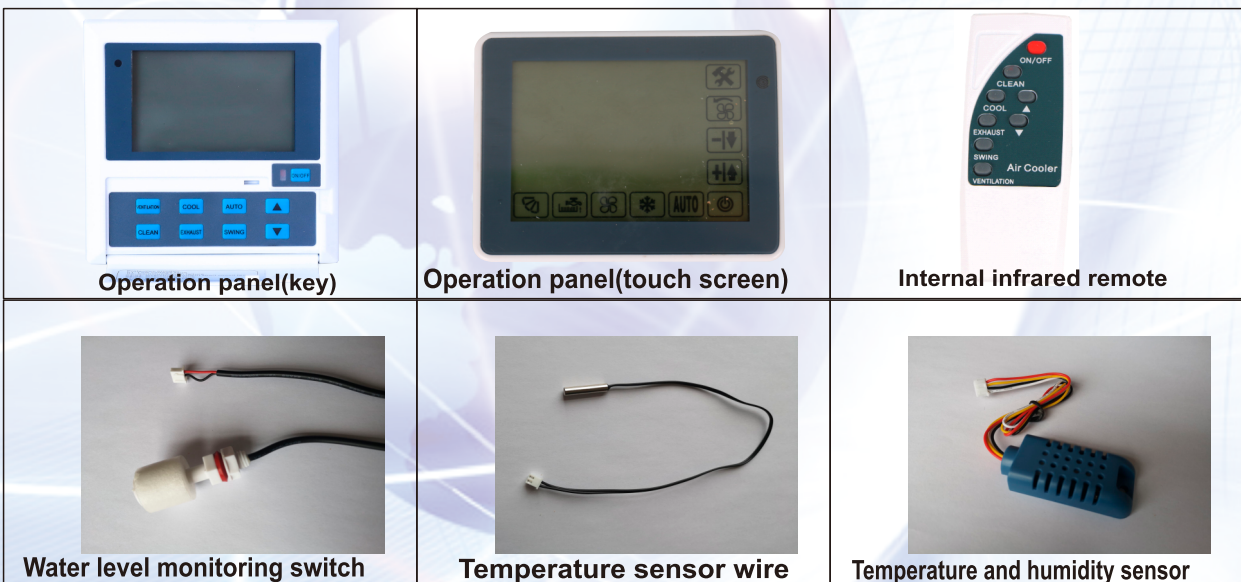 ON/OFF
VENTILATION COOL AUTO
CLEAN EXHAUST SWING
Operation panel(key)
AUTO
Operation panel(touch screen)
ON/OFF
CLEAN
COOL
EXHAUST
SWING
Air Cooler
VENTILATION
Internal infrared remote
Water level monitoring switch
Temperature sensor wire
Temperature and humidity sensor